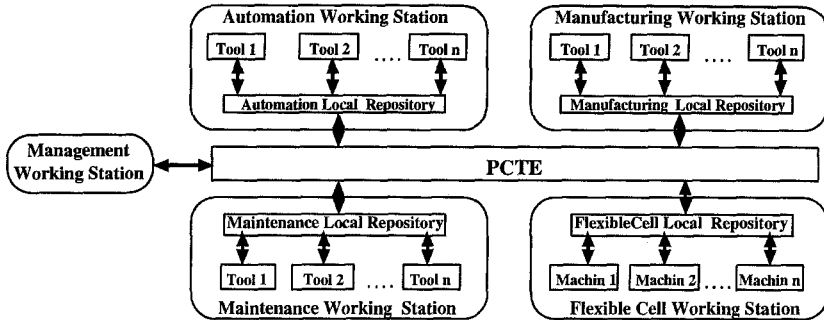 Automation Working Station
Tool 1 Tool 2 .... Tool n
Automation Local Repository
Manufacturing Working Station
Tool 1 Tool 2 .... Tool n
Manufacturing Local Repository
Management
Working Station
PCTE
Maintenance Local Repository
Tool 1 Tool 2 .... Tool n
Maintenance Working Station
FlexibleCell Local Repository
Machin 1 Machin 2 .... Machin n
Flexible Cell Working Station